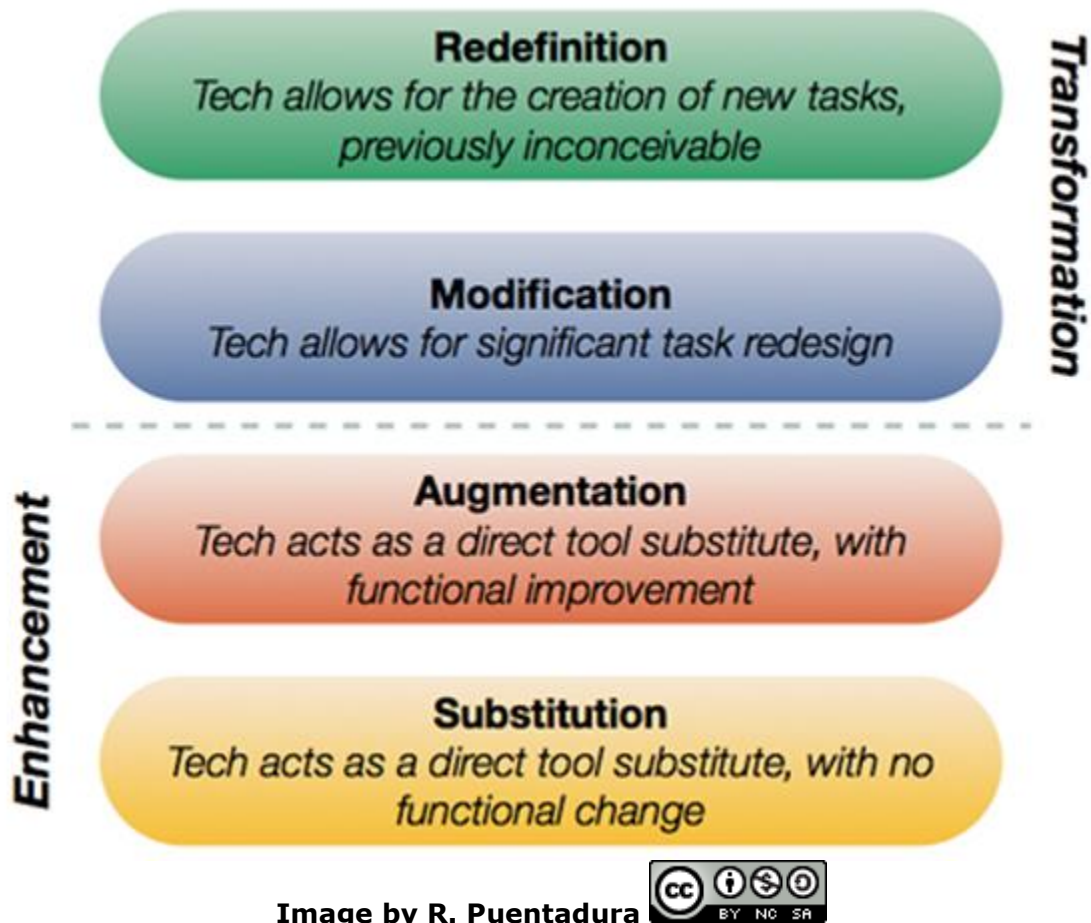 Redefinition
Tech allows for the creation of new tasks,
previously inconceivable
Transformation
Modification
Tech allows for significant task redesign
Enhancement
Augmentation
Tech acts as a direct tool substitute, with
functional improvement
Substitution
Tech acts as a direct tool substitute, with no
functional change
Image by R. Puentadura
cc
BY NC SA